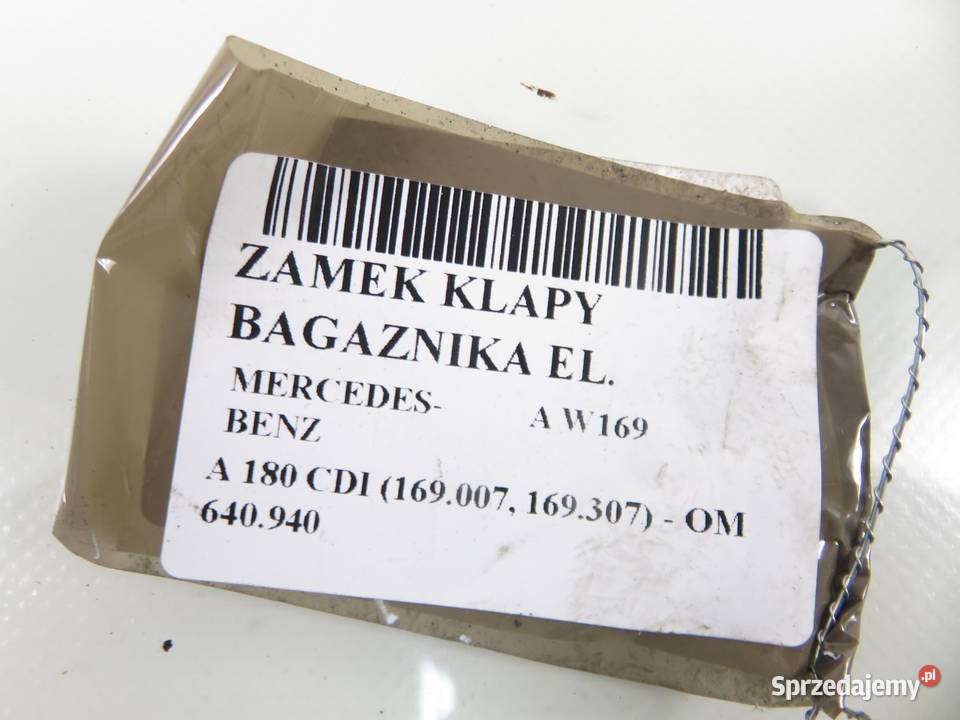 ZAMEK KLAPY
BAGAZNIKA EL.
MERCEDES-
BENZ
A W169
A 180 CDI (169.007, 169.307) - OM
640.940
Sprzedajemy.pl